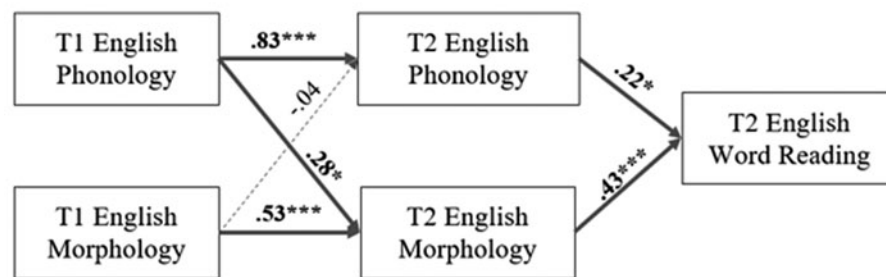 T1 English
Phonology
.83***
T2 English
Phonology
-.04
.22*
T2 English
Word Reading
.28*
.43***
T1 English
Morphology
.53***
T2 English
Morphology